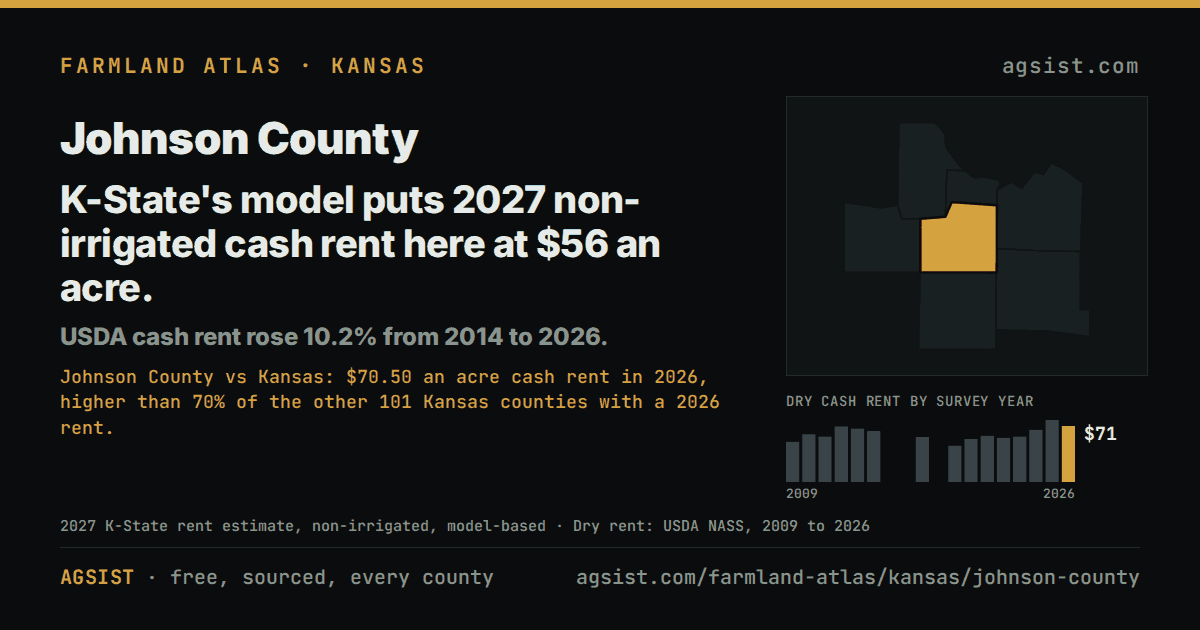 FARMLAND ATLAS · KANSAS
agsist.com
Johnson County
K-State's model puts 2027 non-
irrigated cash rent here at $56 an
acre.
USDA cash rent rose 10.2% from 2014 to 2026.
Johnson County vs Kansas: $70.50 an acre cash rent in 2026,
higher than 70% of the other 101 Kansas counties with a 2026
rent.
DRY CASH RENT BY SURVEY YEAR
$71
2009
2026
2027 K-State rent estimate, non-irrigated, model-based · Dry rent: USDA NASS, 2009 to 2026
AGSIST · free, sourced, every county
agsist.com/farmland-atlas/kansas/johnson-county